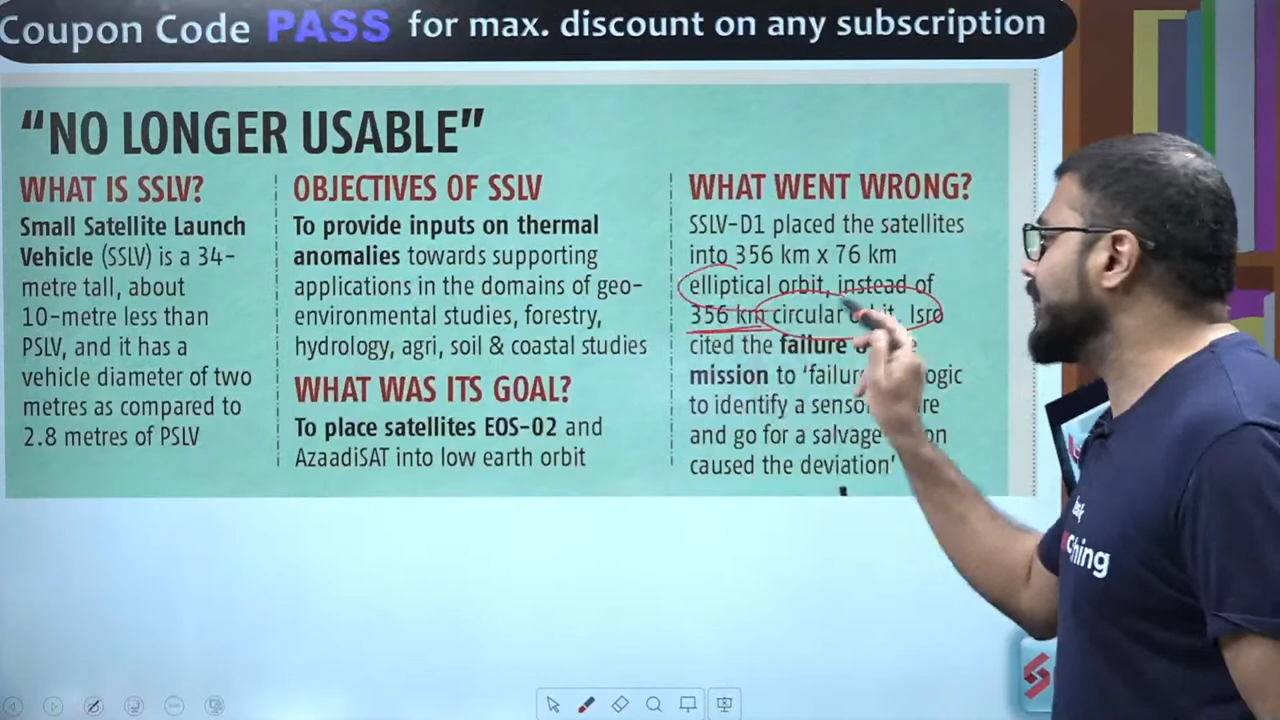 Coupon Code PASS for max. discount on any subscription
“NO LONGER USABLE”
WHAT IS SSLV?
Small Satellite Launch
Vehicle (SSLV) is a 34-
metre tall, about
10-metre less than
PSLV, and it has a
vehicle diameter of two
metres as compared to
2.8 metres of PSLV
OBJECTIVES OF SSLV
To provide inputs on thermal
anomalies towards supporting
applications in the domains of geo-
environmental studies, forestry,
hydrology, agri, soil & coastal studies
WHAT WAS ITS GOAL?
To place satellites EOS-02 and
AzaadiSAT into low earth orbit
WHAT WENT WRONG?
SSLV-D1 placed the satellites
into 356 km x 76 km
elliptical orbit, instead of
356 km circular orbit. Isro
cited the failure
mission to ‘failure logic
to identify a sensor
and go for a salvage
caused the deviation’